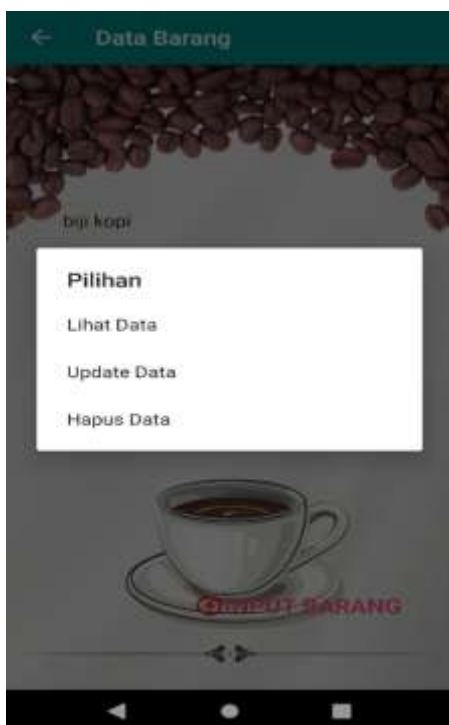 Data Barang
biji kopi
Pilihan
Lihat Data
Update Data
Hapus Data
INPUT BARANG